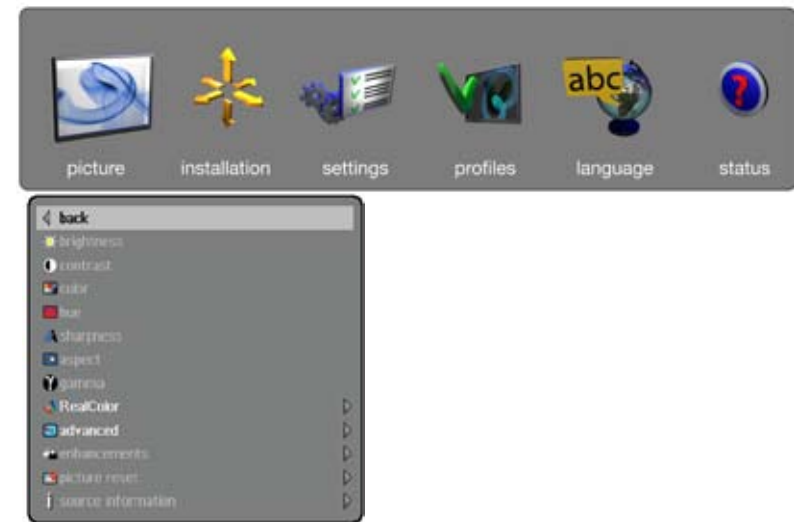 abc
picture installation settings profiles language status
back
brightness
contrast
color
hue
sharpness
aspect
gamma
RealColor
advanced
enhancements
picture reset
source information